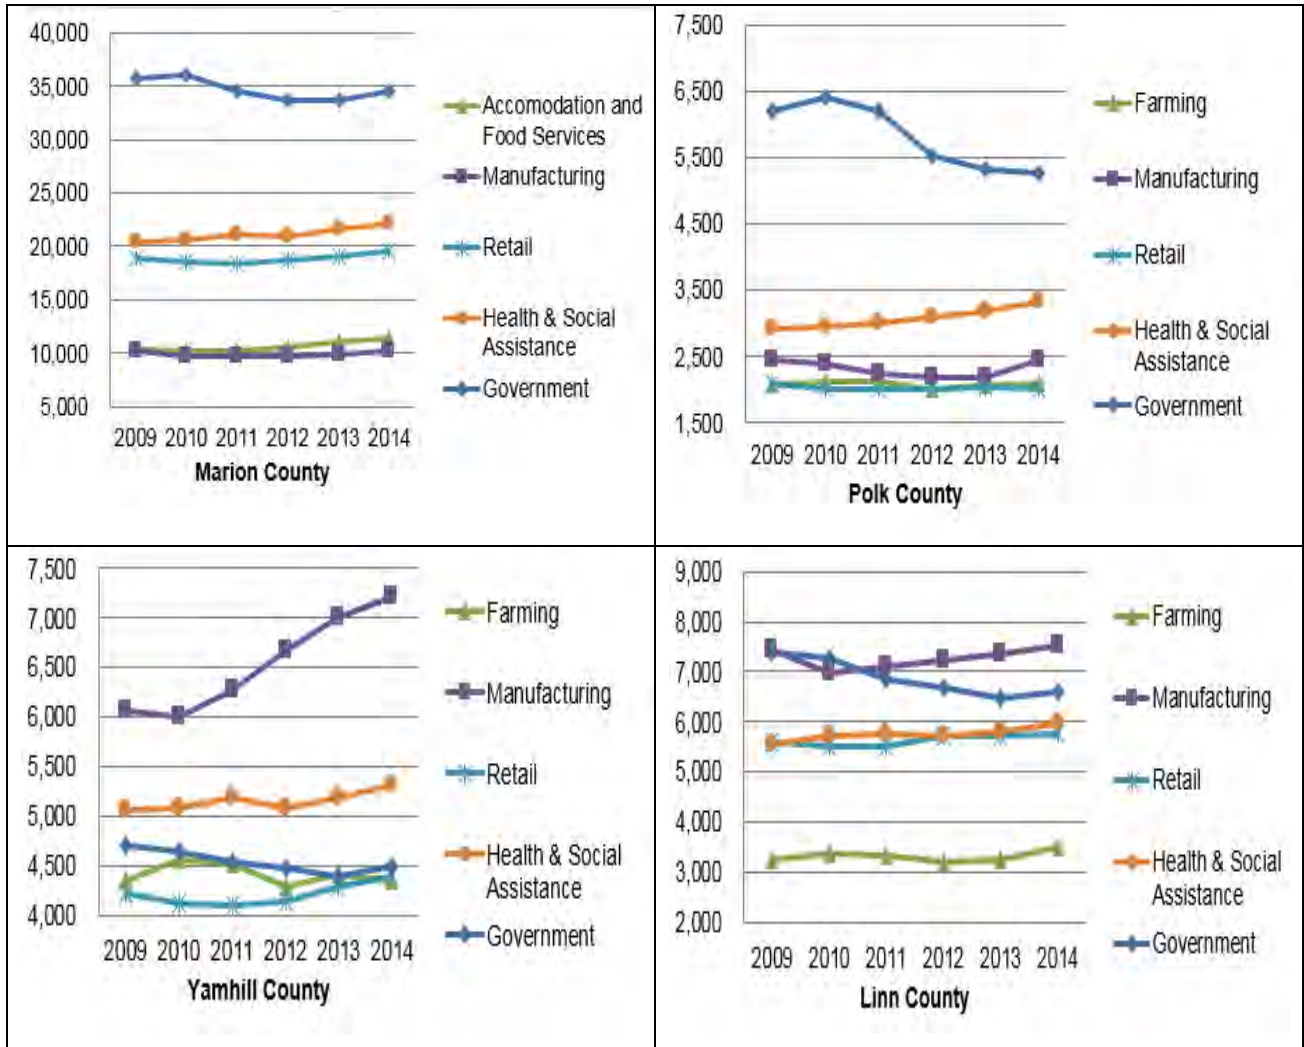 40,000
35,000
30,000
25,000
20,000
15,000
10,000
5,000
2009 2010 2011 2012 2013 2014
Marion County
Accomodation and
Food Services
Manufacturing
Retail
Health & Social
Assistance
Government
7,500
6,500
5,500
4,500
3,500
2,500
1,500
2009 2010 2011 2012 2013 2014
Polk County
Farming
Manufacturing
Retail
Health & Social
Assistance
Government
7,500
7,000
6,500
6,000
5,500
5,000
4,500
4,000
2009 2010 2011 2012 2013 2014
Yamhill County
Farming
Manufacturing
Retail
Health & Social
Assistance
Government
9,000
8,000
7,000
6,000
5,000
4,000
3,000
2,000
2009 2010 2011 2012 2013 2014
Linn County
Farming
Manufacturing
Retail
Health & Social
Assistance
Government